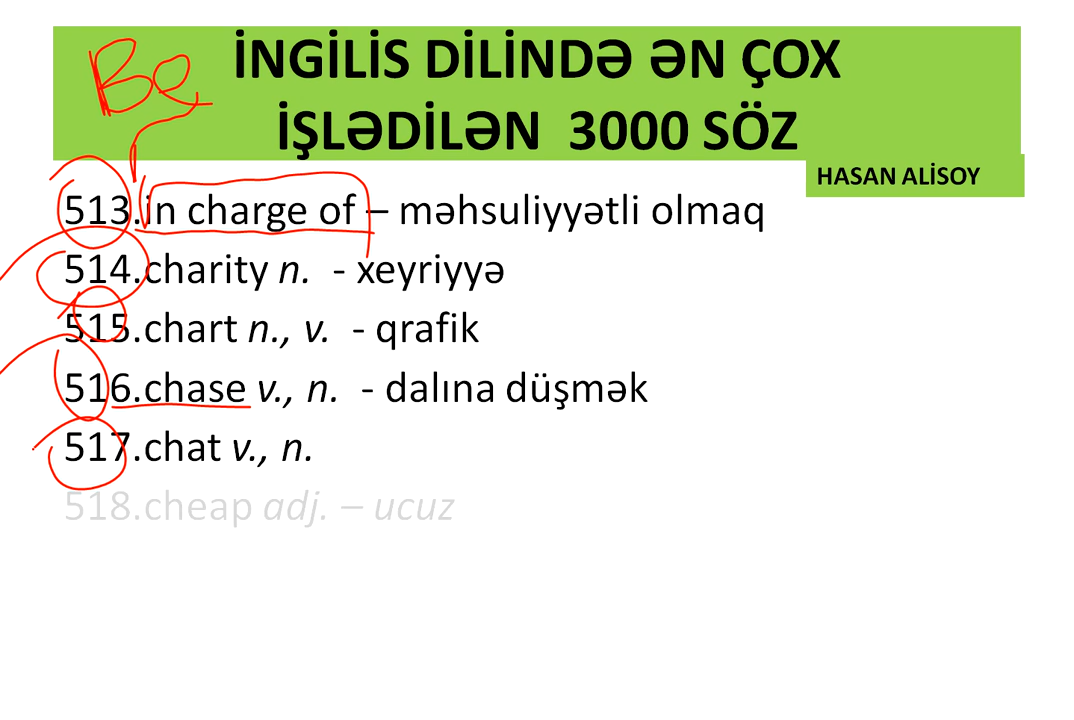 Be
İNGİLİS DİLİNDƏ ƏN ÇOX
İŞLƏDİLƏN 3000 SÖZ
HASAN ALİSOY
513.in charge of – məhsuliyyətli olmaq
514.charity n. - xeyriyyə
515.chart n., v. - qrafik
516.chase v., n. - dalına düşmək
517.chat v., n.
518.cheap adj. – ucuz